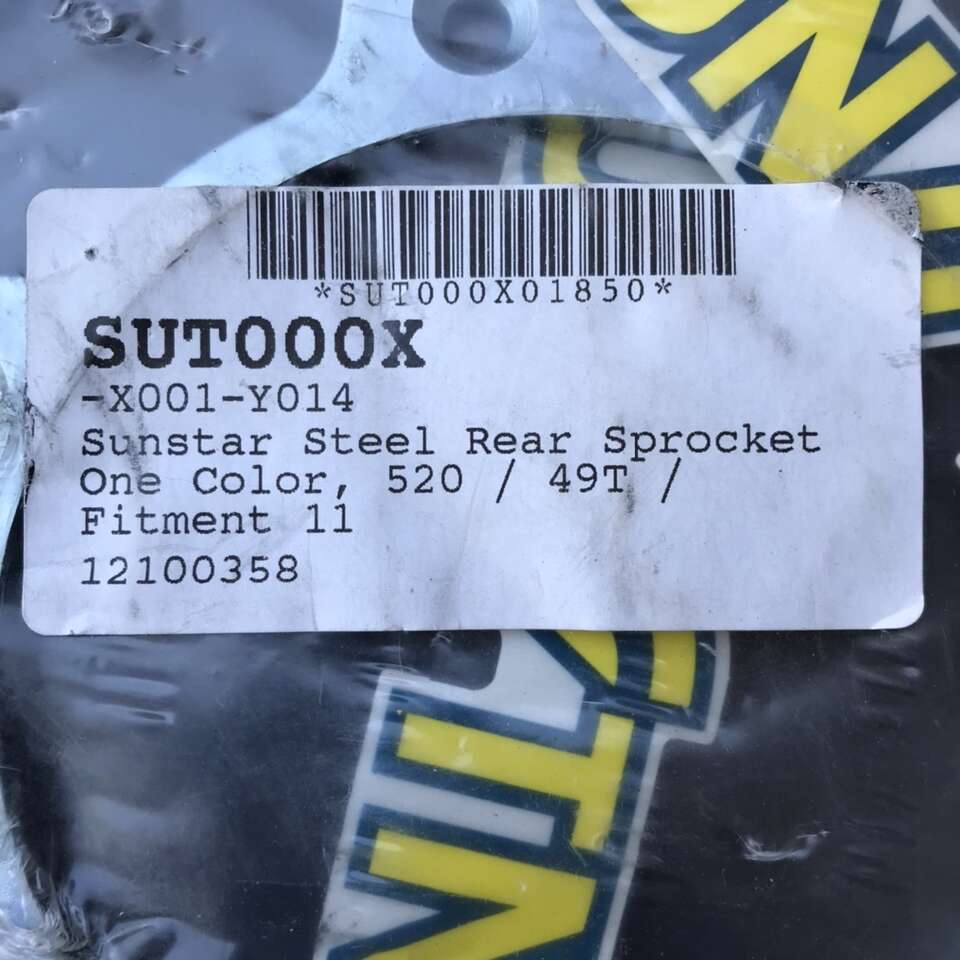 *SUT000X01850*
SUT000X
-X001-Y014
Sunstar Steel Rear Sprocket
One Color, 520 / 49T /
Fitment 11
12100358